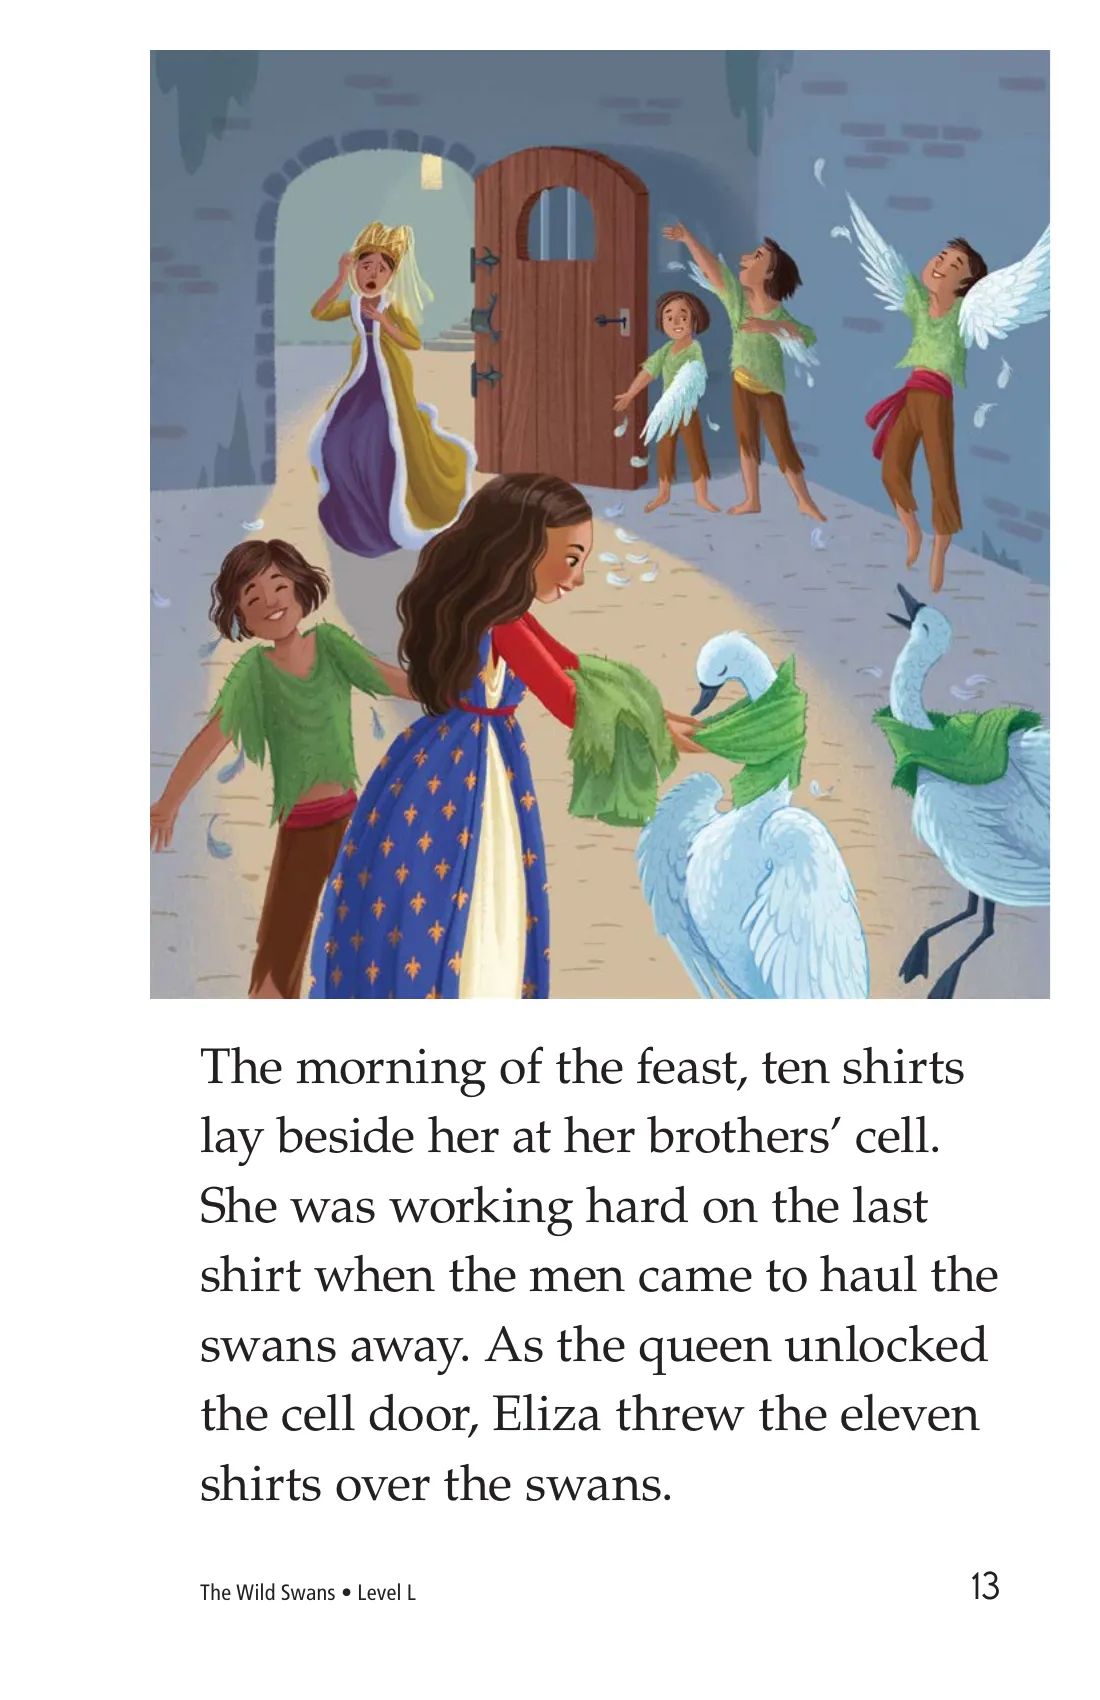 The morning of the feast, ten shirts
lay beside her at her brothers’ cell.
She was working hard on the last
shirt when the men came to haul the
swans away. As the queen unlocked
the cell door, Eliza threw the eleven
shirts over the swans.
The Wild Swans • Level L
13